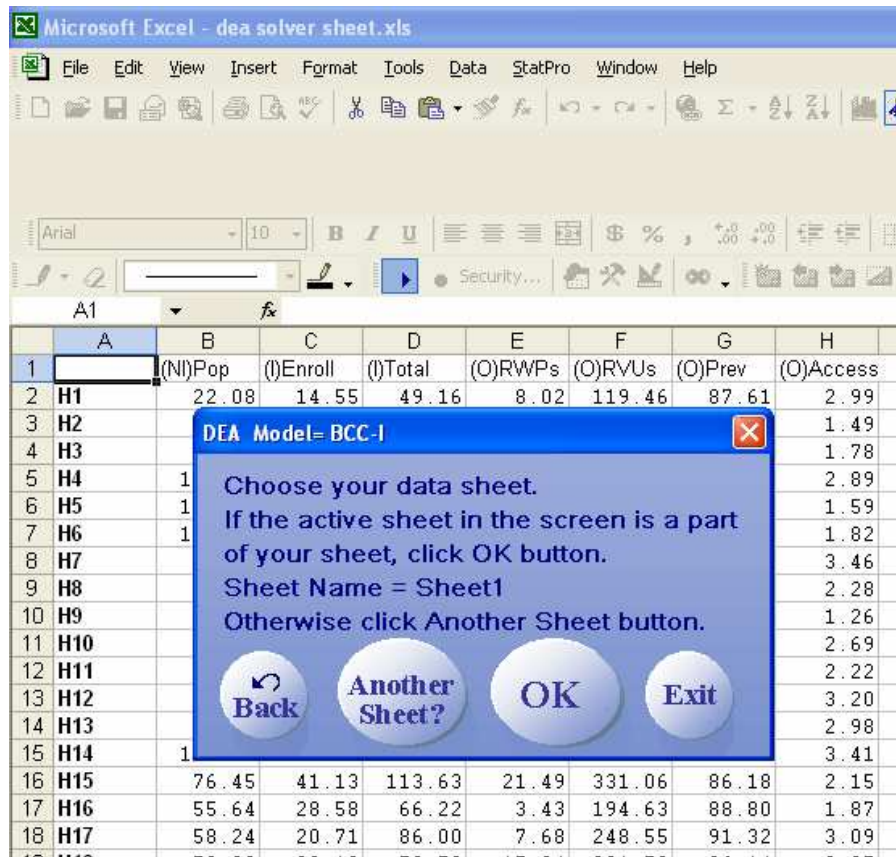 Microsoft Excel - dea solver sheet.xls
File Edit View Insert Format Tools Data StatPro Window Help
Arial 10 B I U $ % ,
Security...
A1 fx
A B C D E F G H
1 (NI)Pop (I)Enroll (I)Total (O)RWPs (O)RVUs (O)Prev (O)Access
2 H1 22.08 14.55 49.16 8.02 119.46 87.61 2.99
3 H2 1.49
4 H3 1.78
5 H4 1 2.89
6 H5 1 1.59
7 H6 1 1.82
8 H7 3.46
9 H8 2.28
10 H9 1.26
11 H10 2.69
12 H11 2.22
13 H12 3.20
14 H13 2.98
15 H14 1 3.41
16 H15 76.45 41.13 113.63 21.49 331.06 86.18 2.15
17 H16 55.64 28.58 66.22 3.43 194.63 88.80 1.87
18 H17 58.24 20.71 86.00 7.68 248.55 91.32 3.09
DEA Model= BCC-I
Choose your data sheet.
If the active sheet in the screen is a part
of your sheet, click OK button.
Sheet Name = Sheet1
Otherwise click Another Sheet button.
Back
Another
Sheet?
OK
Exit